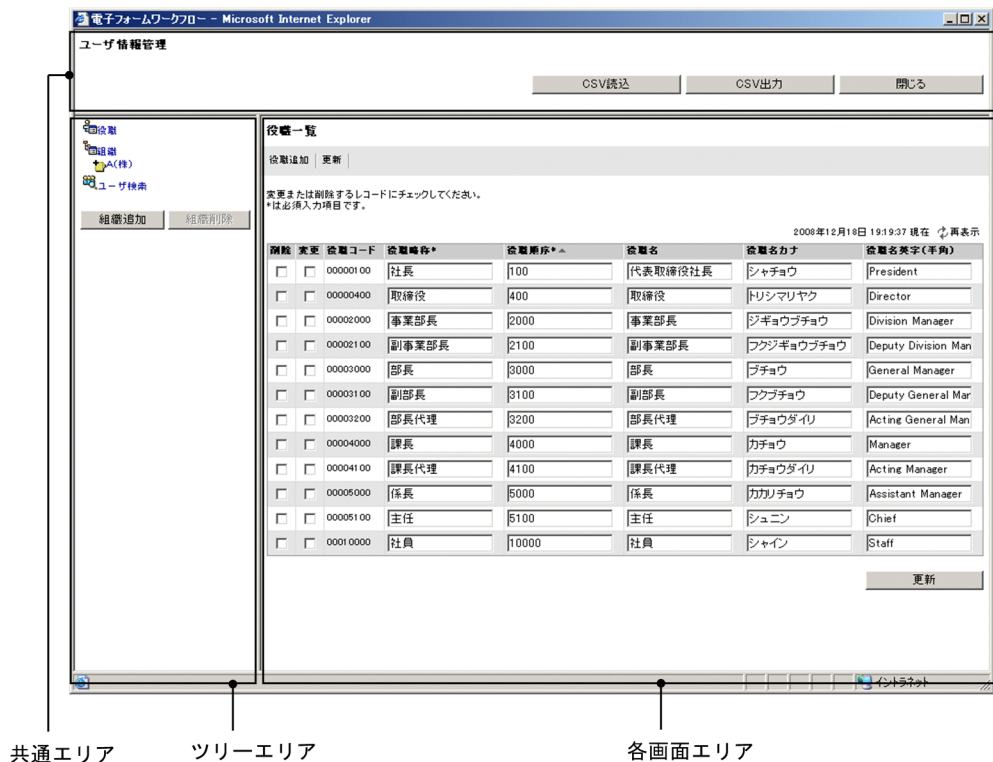 電子フォームワークフロー - Microsoft Internet Explorer
ユーザ情報管理
CSV読込 CSV出力 閉じる
役職
組織
A(株)
ユーザ検索
組織追加 組織削除
役職一覧
役職追加 更新
変更または削除するレコードにチェックしてください。
*は必須入力項目です。
2008年12月18日 19:19:37 現在 再表示
削除 変更 役職コード 役職略称* 役職順序* 役職名 役職名カナ 役職名英字(半角)
00000100 社長 100 代表取締役社長 シャチョウ President
00000400 取締役 400 取締役 トリシマリヤク Director
00002000 事業部長 2000 事業部長 ジギョウブチョウ Division Manager
00002100 副事業部長 2100 副事業部長 フクジギョウブチョウ Deputy Division Man
00003000 部長 3000 部長 ブチョウ General Manager
00003100 副部長 3100 副部長 フクブチョウ Deputy General Mar
00003200 部長代理 3200 部長代理 ブチョウダイリ Acting General Man
00004000 課長 4000 課長 カチョウ Manager
00004100 課長代理 4100 課長代理 カチョウダイリ Acting Manager
00005000 係長 5000 係長 カカリチョウ Assistant Manager
00005100 主任 5100 主任 シュニン Chief
00010000 社員 10000 社員 シャイン Staff
更新
イントラネット
共通エリア ツリーエリア 各画面エリア